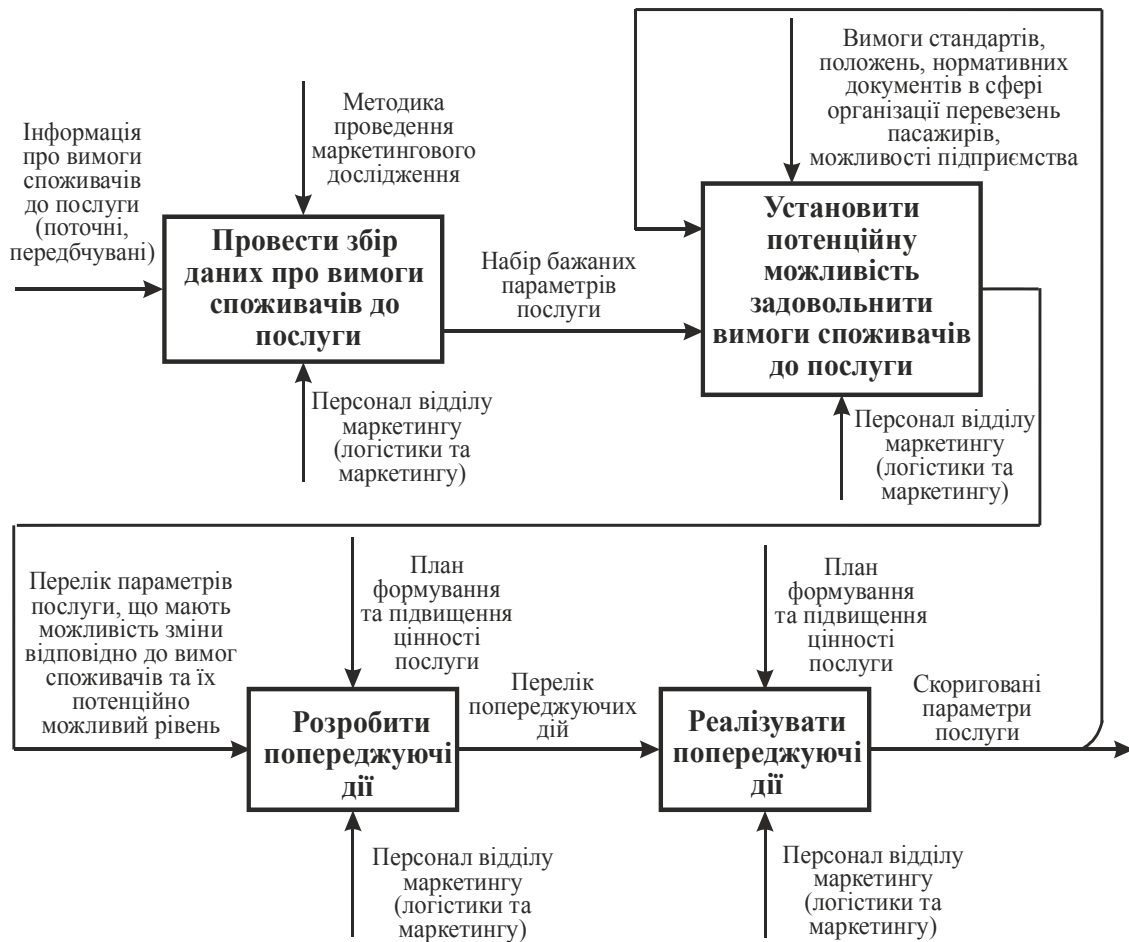 Інформація
про вимоги
споживачів
до послуги
(поточні,
передбчувані)
Методика
проведення
маркетингового
дослідження
Провести збір
даних про вимоги
споживачів до
послуги
Персонал відділу
маркетингу
(логістики та
маркетингу)
Набір бажаних
параметрів
послуги
Вимоги стандартів,
положень, нормативних
документів в сфері
організації перевезень
пасажирів,
можливості підприємства
Установити
потенційну
можливість
задовольнити
вимоги споживачів
до послуги
Персонал відділу
маркетингу
(логістики та
маркетингу)
Перелік параметрів
послуги, що мають
можливість зміни
відповідно до вимог
споживачів та їх
потенційно
можливий рівень
План
формування
та підвищення
цінності
послуги
Розробити
попереджуючі
дії
Персонал відділу
маркетингу
(логістики та
маркетингу)
Перелік
попереджуючих
дій
План
формування
та підвищення
цінності
послуги
Реалізувати
попереджуючі
дії
Персонал відділу
маркетингу
(логістики та
маркетингу)
Скориговані
параметри
послуги